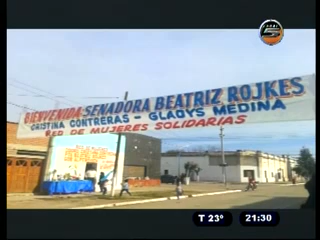 BIENVENIDA SENADORA BEATRIZ ROJKES
CRISTINA CONTRERAS - GLADYS MEDINA
RED DE MUJERES SOLIDARIAS
T 23° 21:30